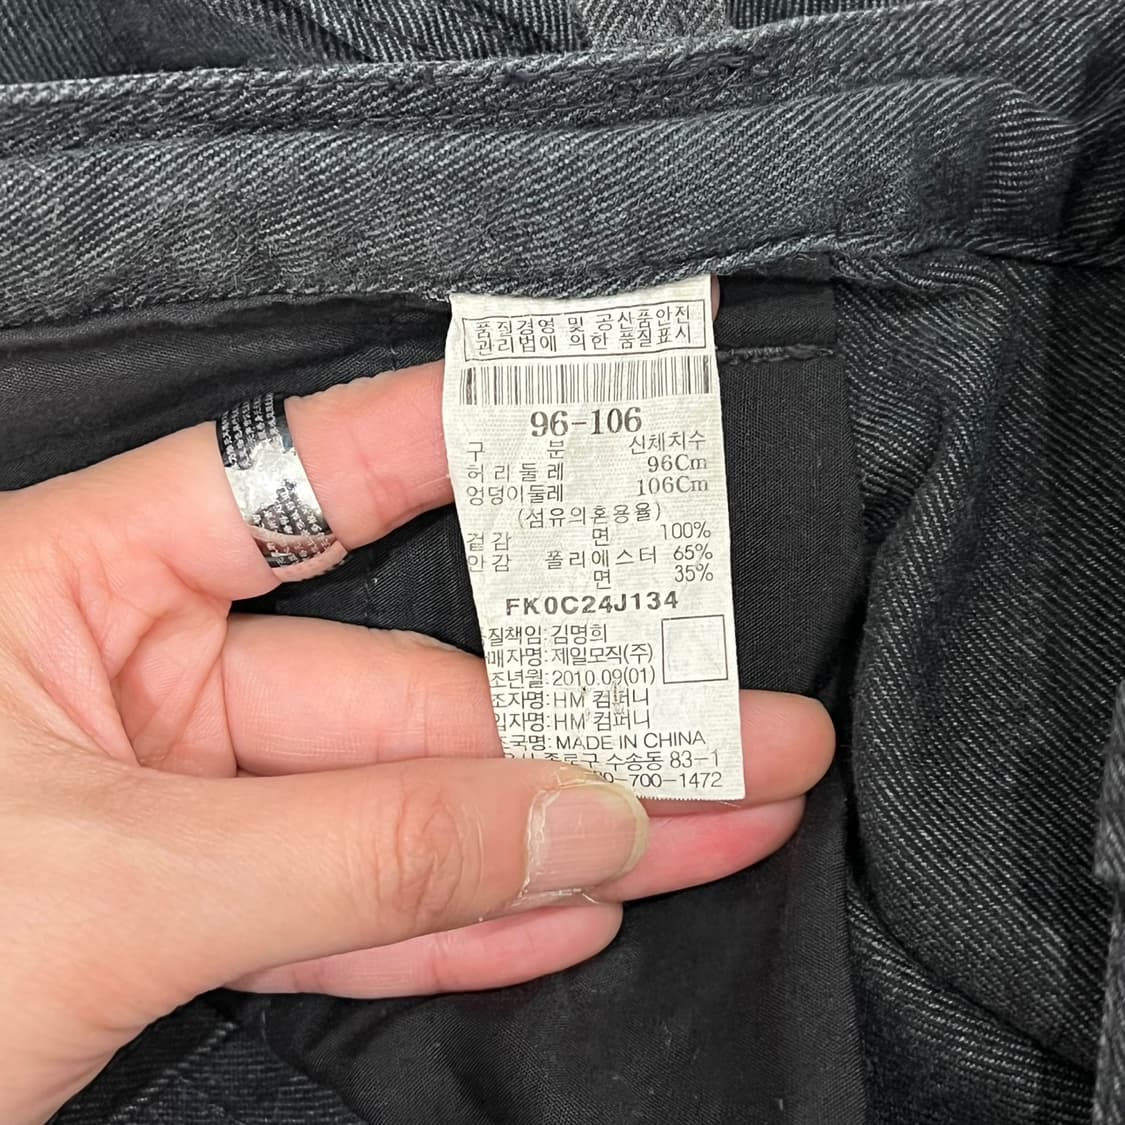 품질경영 및 공산품안전
관리법에 의한 품질표시
96-106
구 분 신체치수
허리둘레 96Cm
엉덩이둘레 106Cm
(섬유의혼용율)
겉감 면 100%
안감 폴리에스터 65%
면 35%
FK0C24J134
질책임: 김명희
매자명: 제일모직(주)
조년월: 2010.09(01)
조자명: HM 컴퍼니
입자명: HM 컴퍼니
조국명: MADE IN CHINA
종로구 수송동 83-1
-700-1472